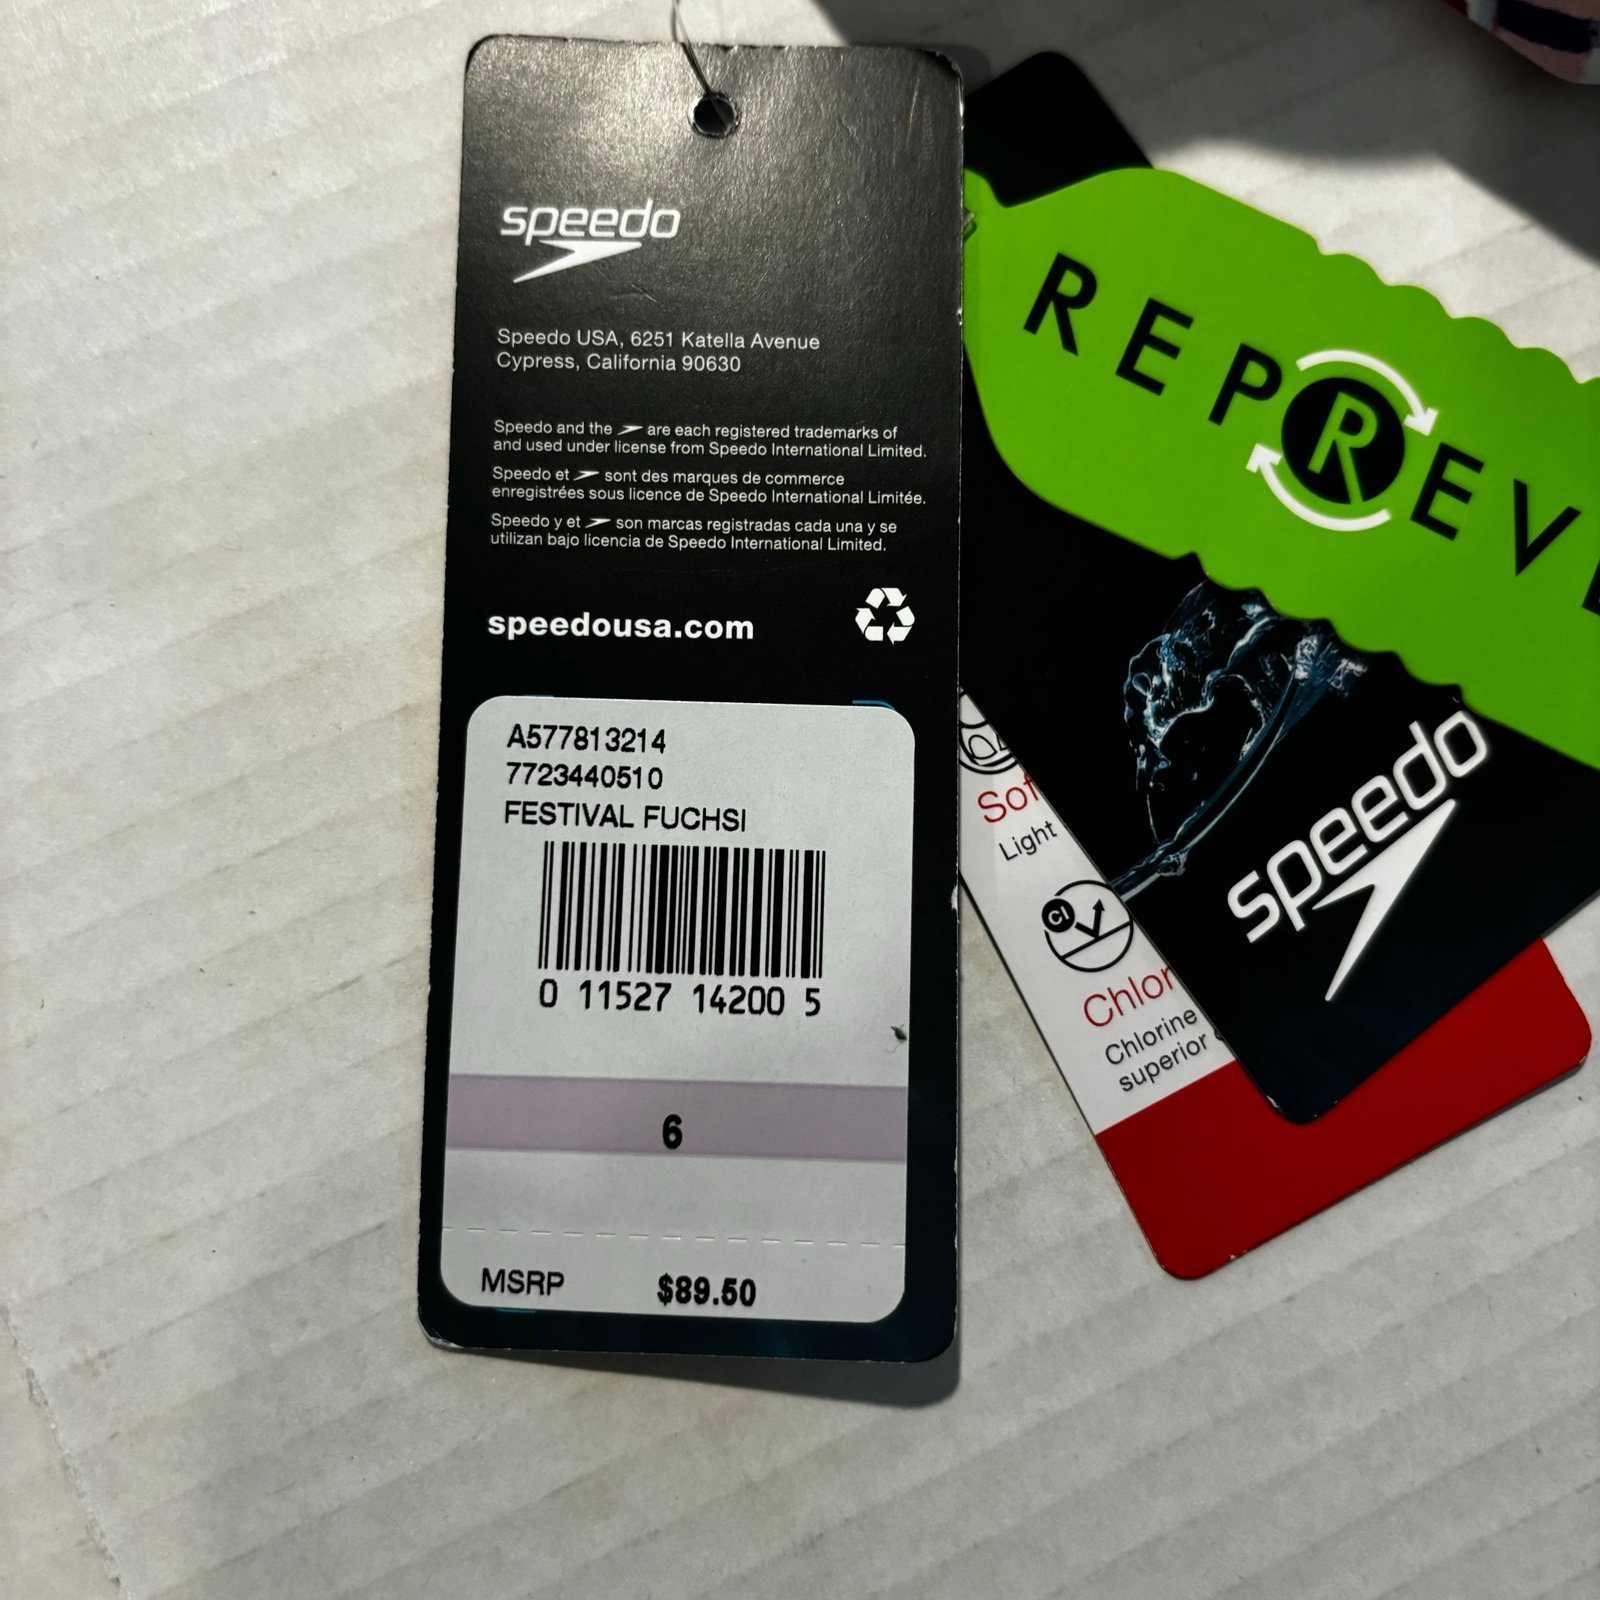 speedo
Speedo USA, 6251 Katella Avenue
Cypress, California 90630
Speedo and the are each registered trademarks of
and used under license from Speedo International Limited.
Speedo et sont des marques de commerce
enregistrées sous licence de Speedo International Limitée.
Speedo y et son marcas registradas cada una y se
utilizan bajo licencia de Speedo International Limited.
speedousa.com
A577813214
7723440510
FESTIVAL FUCHSI
0 11527 14200 5
6
MSRP $89.50
REPREVE
Sof
Light
Cl
Chlor
Chlorine
superior
speedo